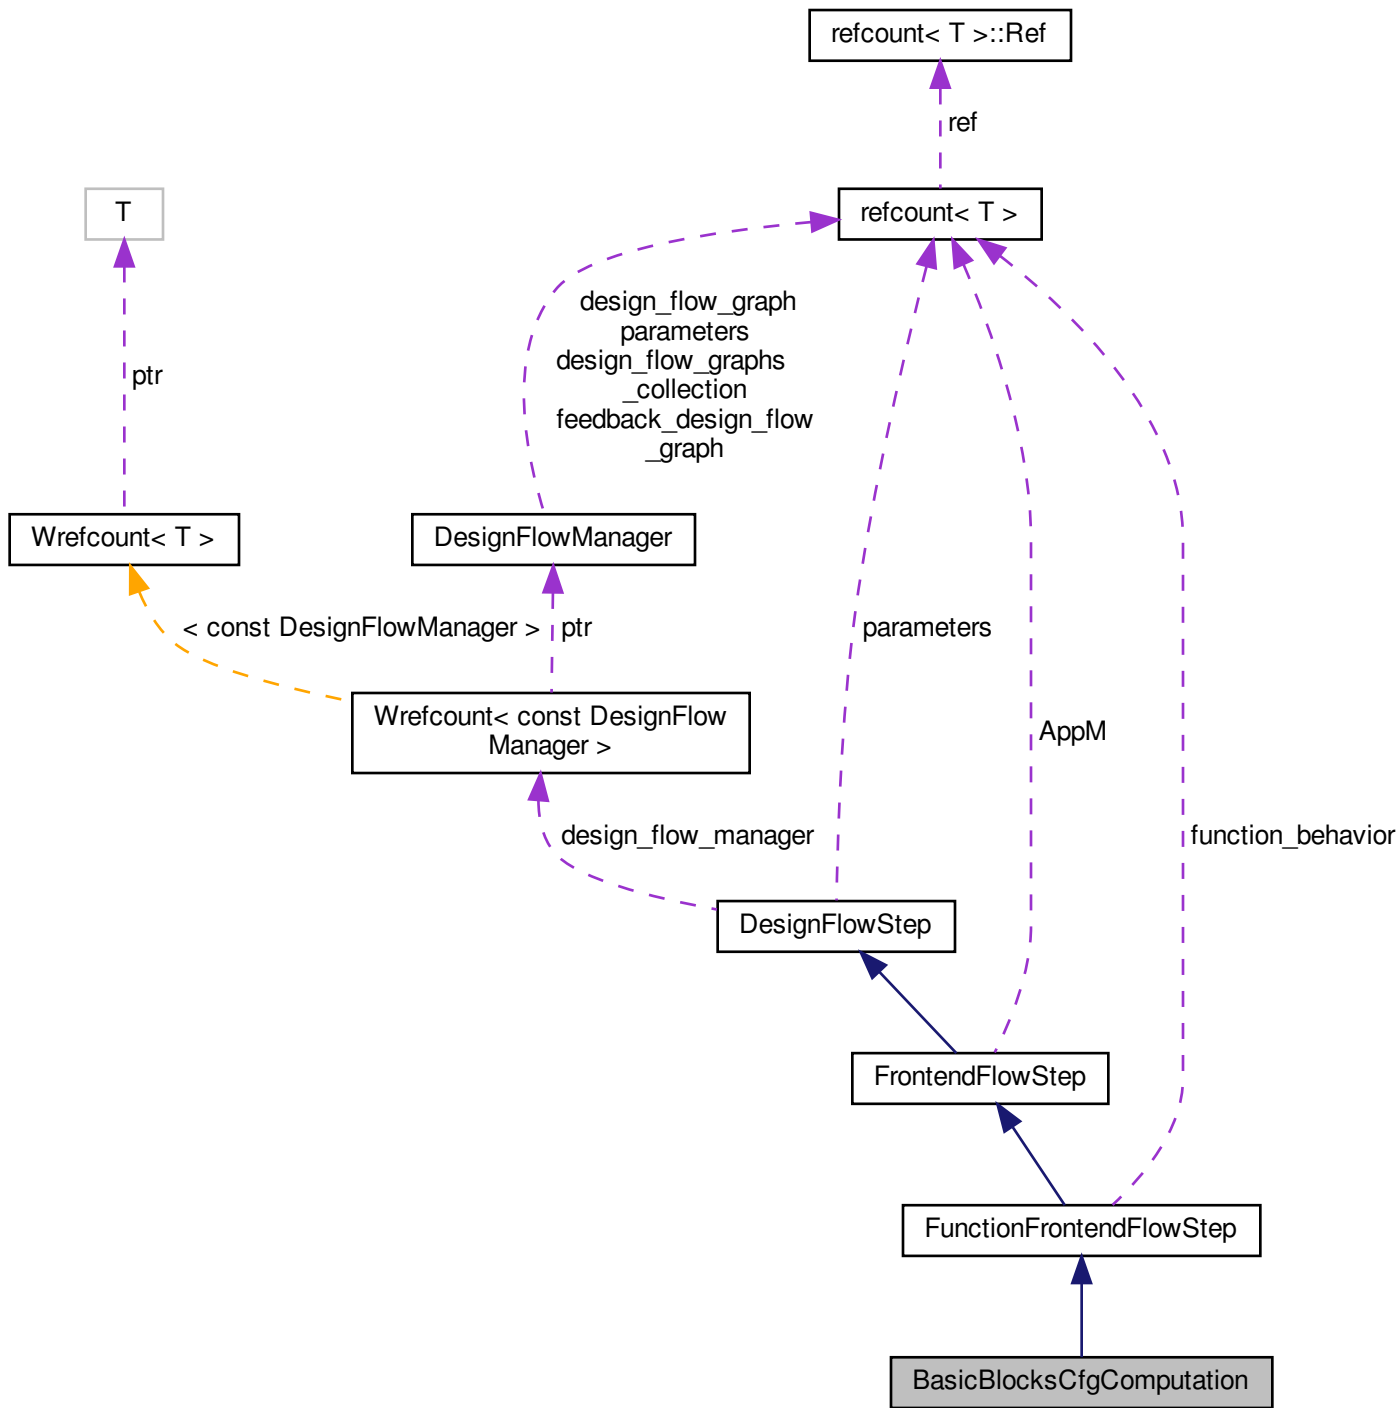 refcount< T >::Ref
ref
T
refcount< T >
design_flow_graph
parameters
design_flow_graphs
_collection
feedback_design_flow
_graph
ptr
Wrefcount< T >
DesignFlowManager
< const DesignFlowManager >
ptr
parameters
Wrefcount< const DesignFlow
Manager >
AppM
design_flow_manager
function_behavior
DesignFlowStep
FrontendFlowStep
FunctionFrontendFlowStep
BasicBlocksCfgComputation